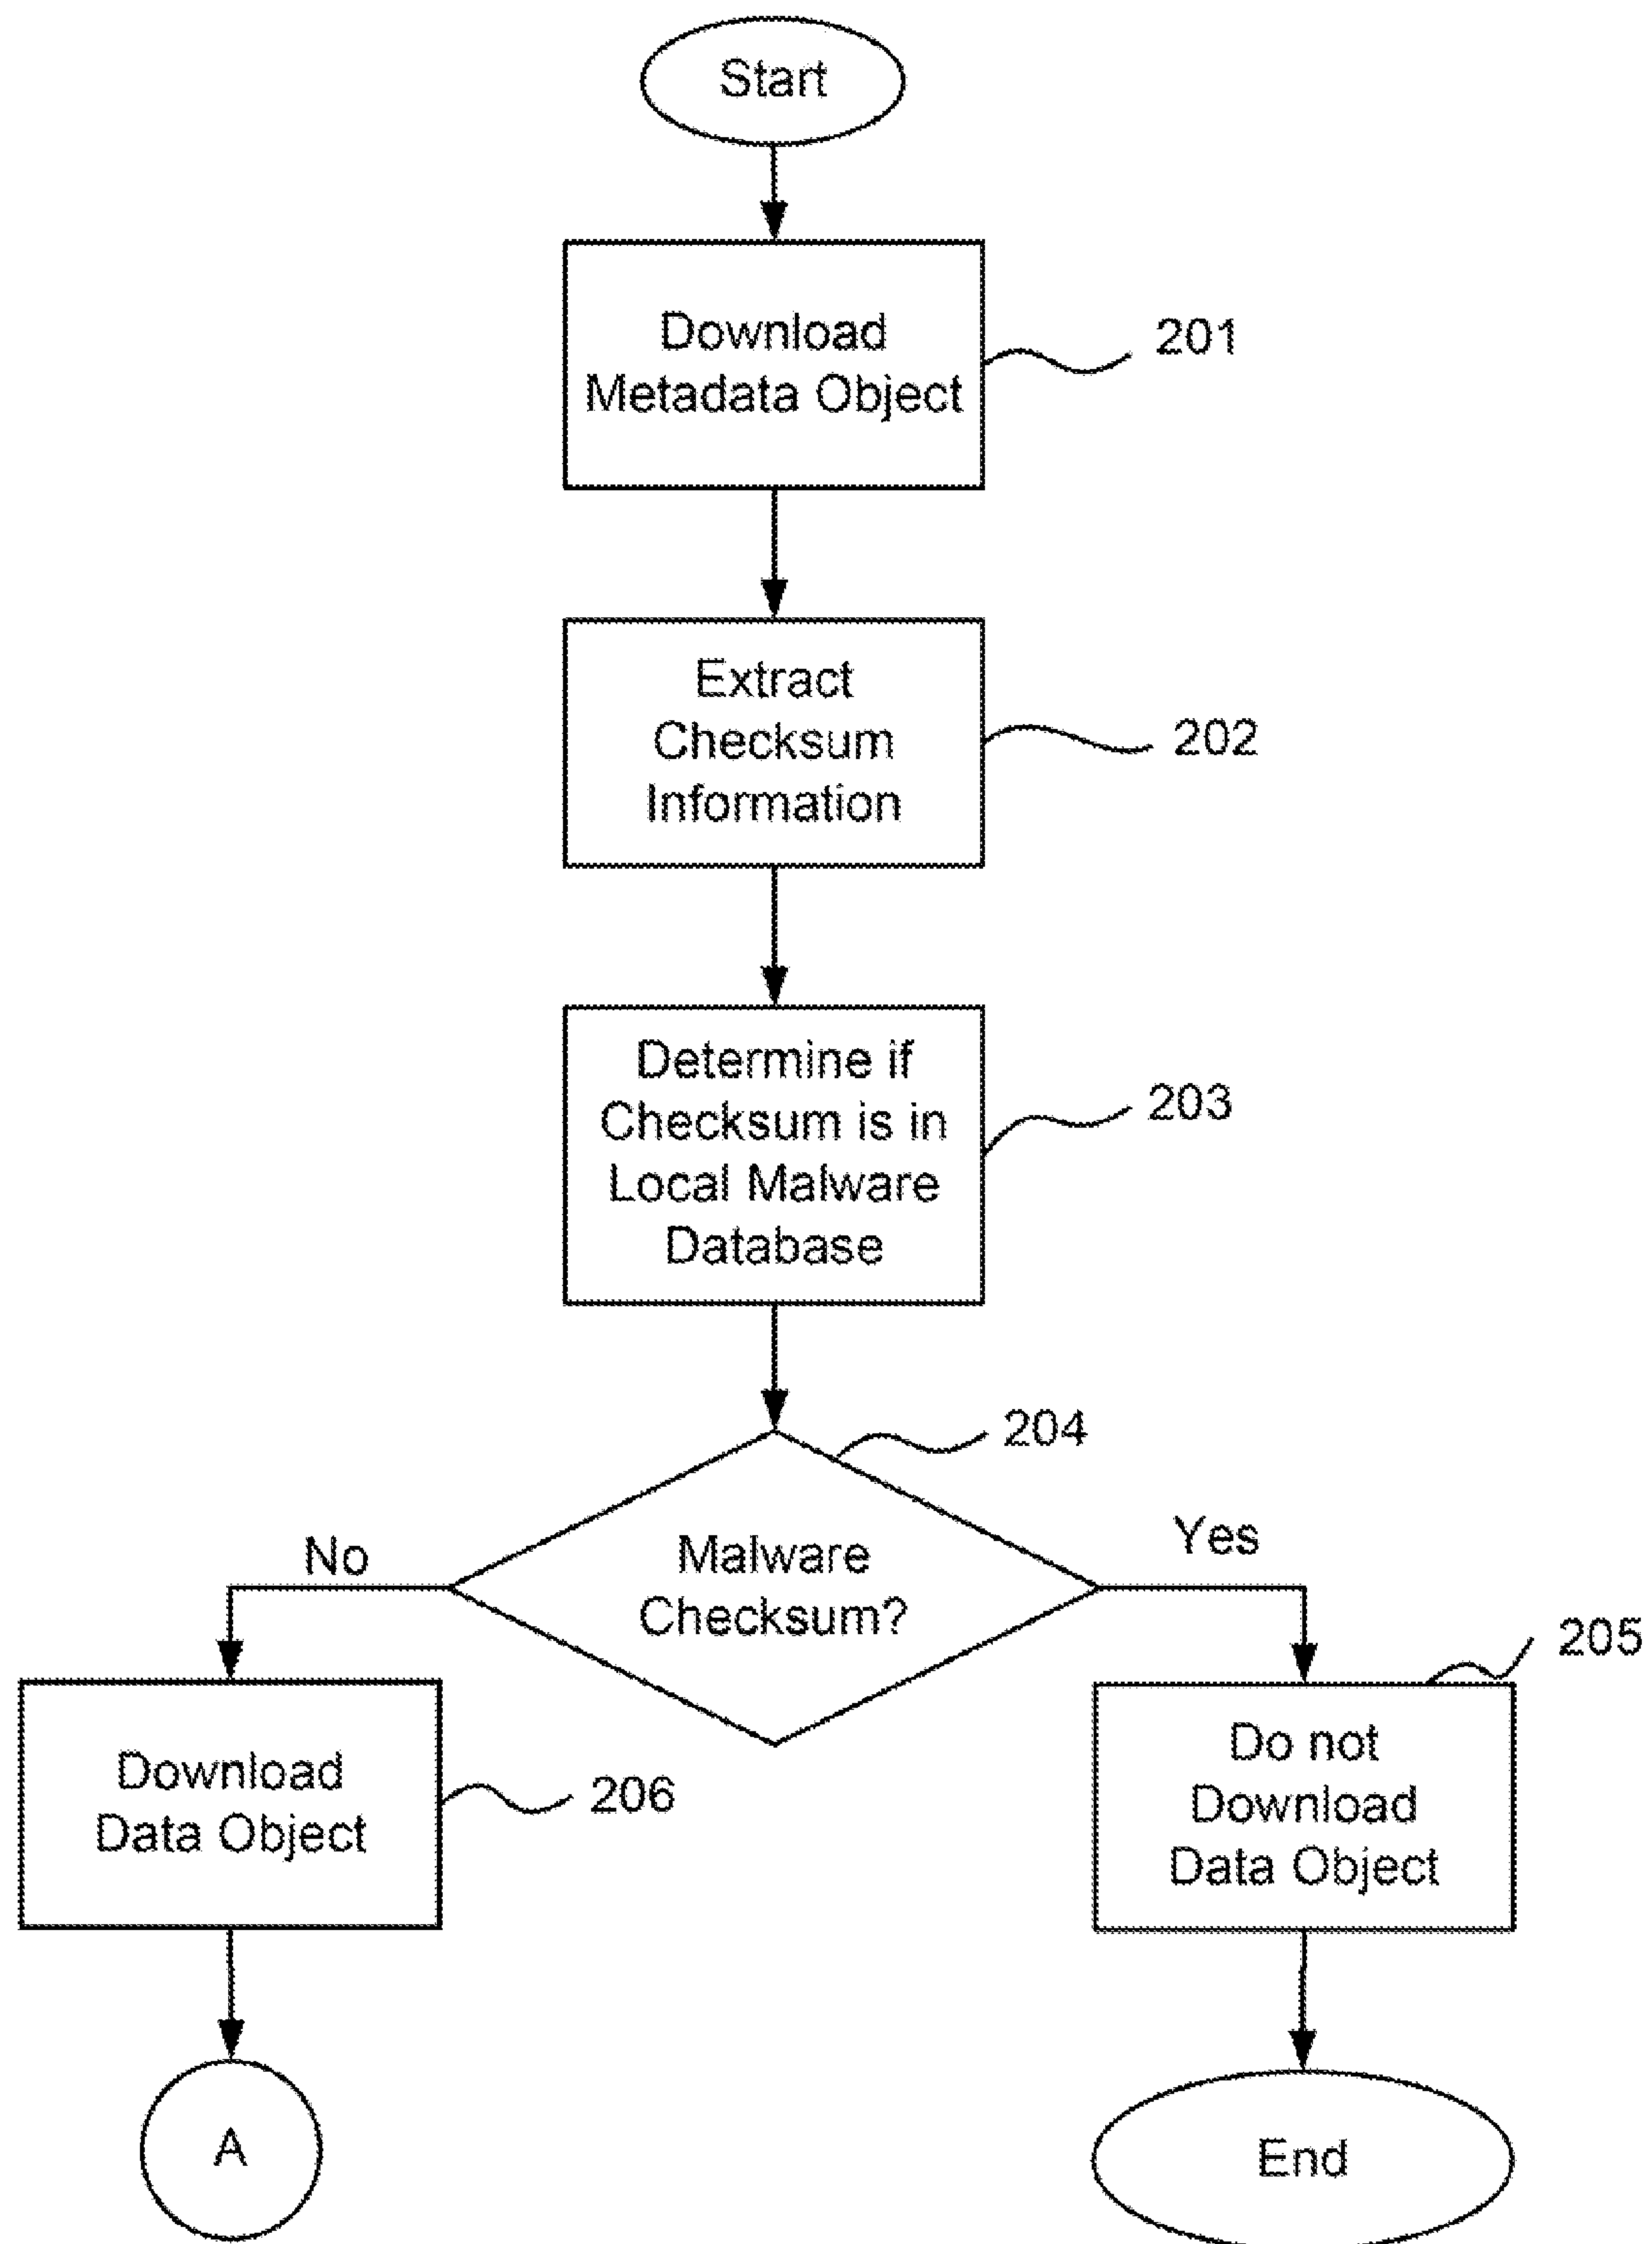 Start
Download
Metadata Object
201
Extract
Checksum
Information
202
Determine if
Checksum is in
Local Malware
Database
203
204
Malware
Checksum?
No
Yes
205
Download
Data Object
206
Do not
Download
Data Object
A
End